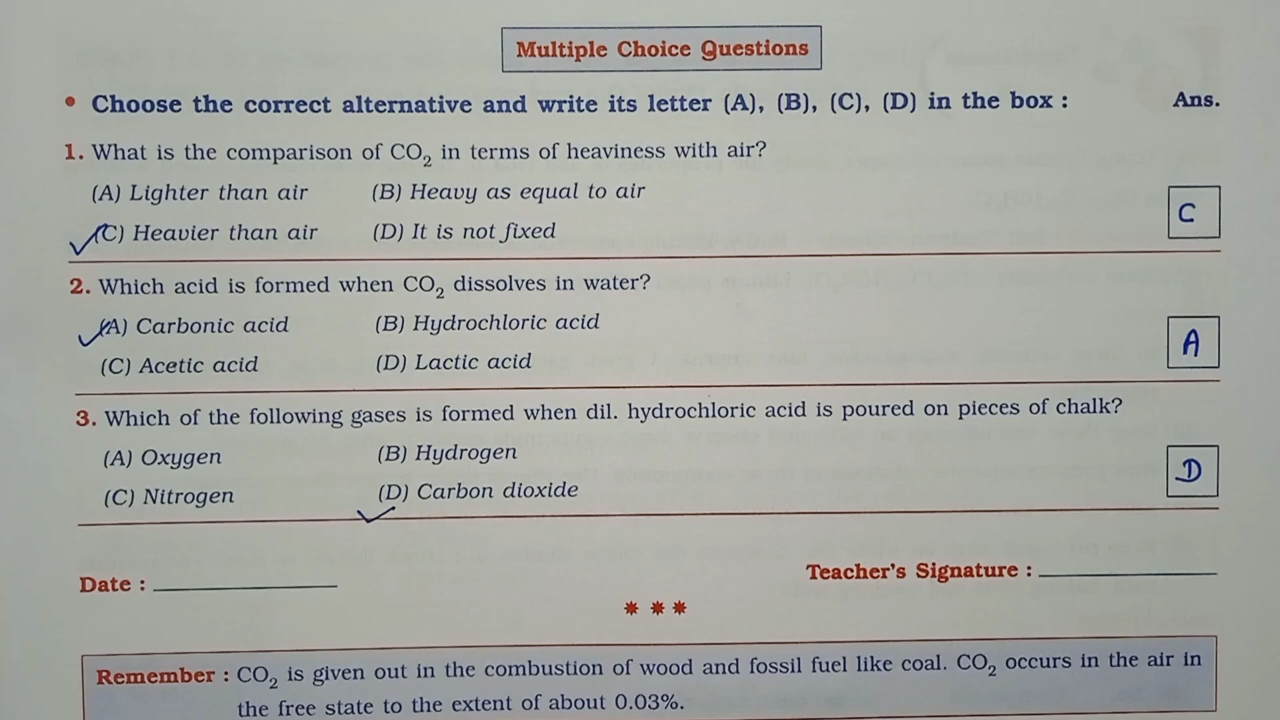 Multiple Choice Questions
• Choose the correct alternative and write its letter (A), (B), (C), (D) in the box : Ans.
1. What is the comparison of CO₂ in terms of heaviness with air?
(A) Lighter than air (B) Heavy as equal to air
(C) Heavier than air (D) It is not fixed
C
2. Which acid is formed when CO₂ dissolves in water?
(A) Carbonic acid (B) Hydrochloric acid
(C) Acetic acid (D) Lactic acid
A
3. Which of the following gases is formed when dil. hydrochloric acid is poured on pieces of chalk?
(A) Oxygen (B) Hydrogen
(C) Nitrogen (D) Carbon dioxide
D
Date : Teacher's Signature :
Remember : CO₂ is given out in the combustion of wood and fossil fuel like coal. CO₂ occurs in the air in
the free state to the extent of about 0.03%.